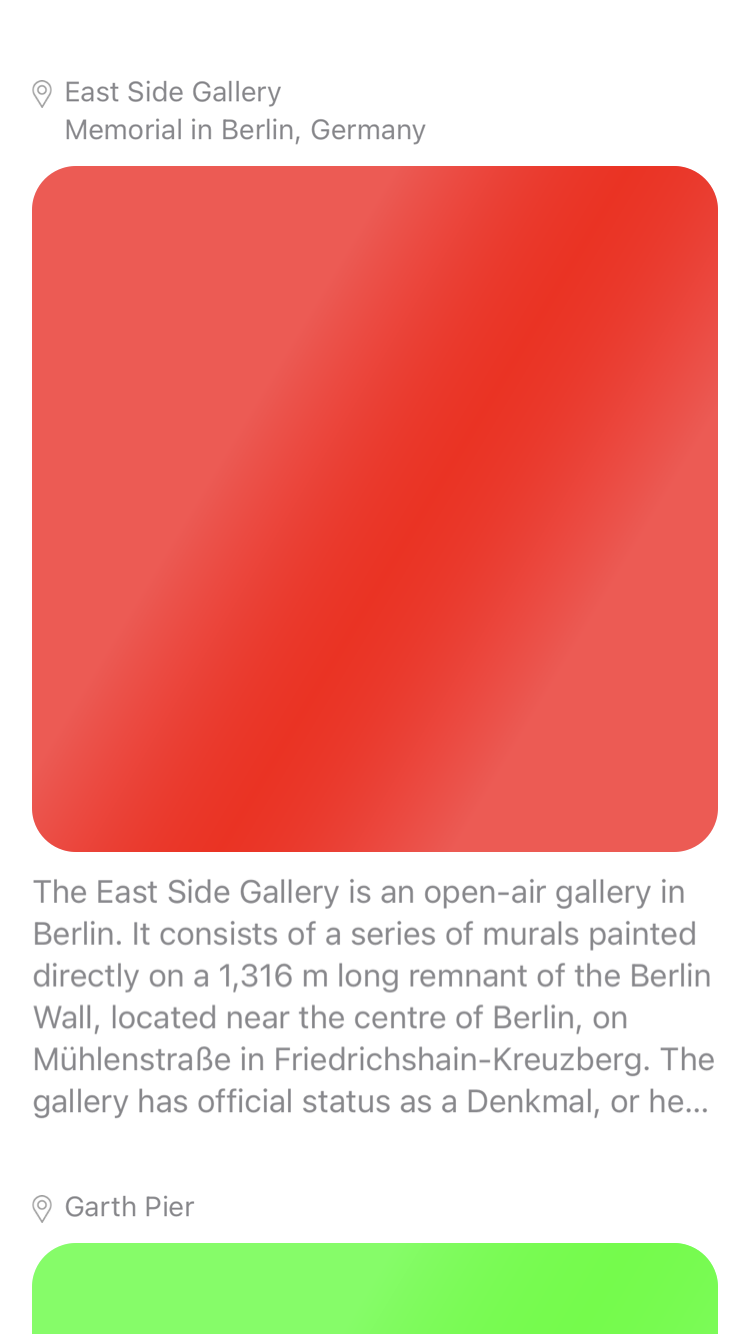 East Side Gallery
Memorial in Berlin, Germany
The East Side Gallery is an open-air gallery in
Berlin. It consists of a series of murals painted
directly on a 1,316 m long remnant of the Berlin
Wall, located near the centre of Berlin, on
Mühlenstraße in Friedrichshain-Kreuzberg. The
gallery has official status as a Denkmal, or he...
Garth Pier